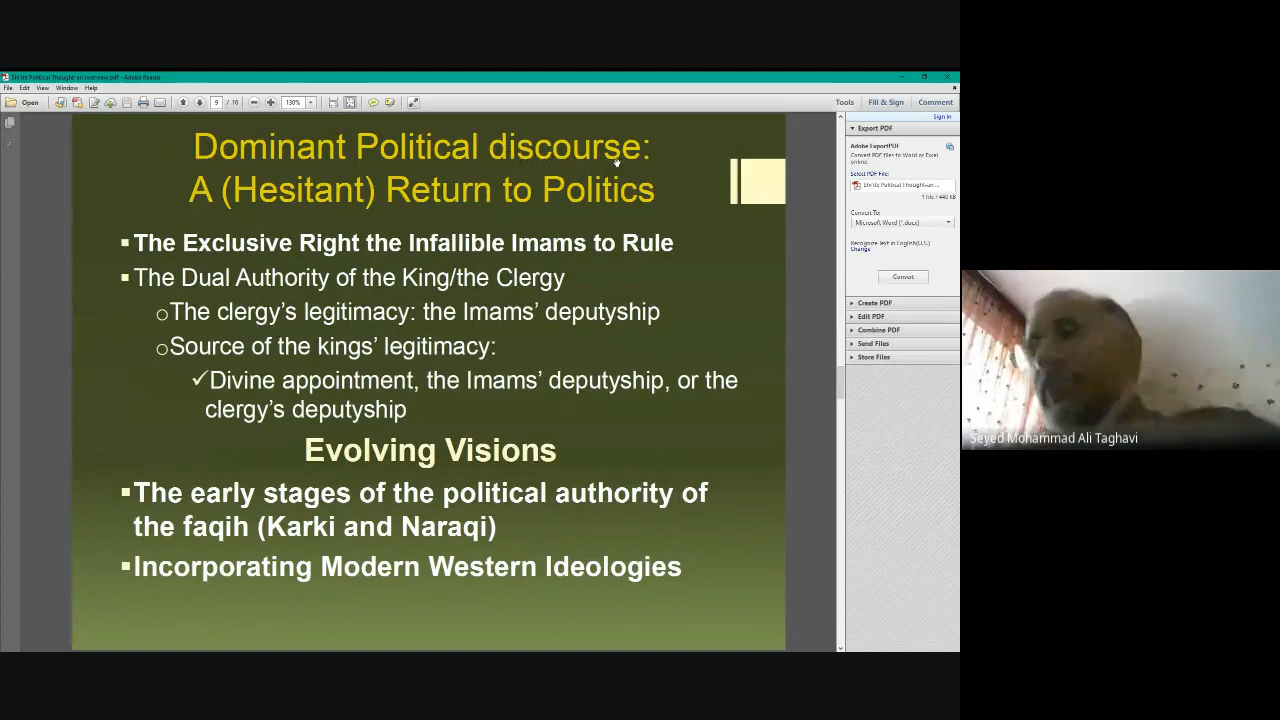 Shi'ite Political Thought-an overview.pdf - Adobe Reader
File Edit View Window Help
Open 9 / 16 130% Tools Fill & Sign Comment
Sign In
Export PDF
Adobe ExportPDF
Convert PDF files to Word or Excel
online.
Select PDF File:
Shi'ite Political Thought-an ...
1 file / 440 KB
Convert To:
Microsoft Word (*.docx)
Recognize Text in English(U.S.)
Change
Convert
Create PDF
Edit PDF
Combine PDF
Send Files
Store Files
Dominant Political discourse:
A (Hesitant) Return to Politics
The Exclusive Right the Infallible Imams to Rule
The Dual Authority of the King/the Clergy
The clergy's legitimacy: the Imams' deputyship
Source of the kings' legitimacy:
Divine appointment, the Imams' deputyship, or the
clergy's deputyship
Evolving Visions
The early stages of the political authority of
the faqih (Karki and Naraqi)
Incorporating Modern Western Ideologies
Seyed Mohammad Ali Taghavi